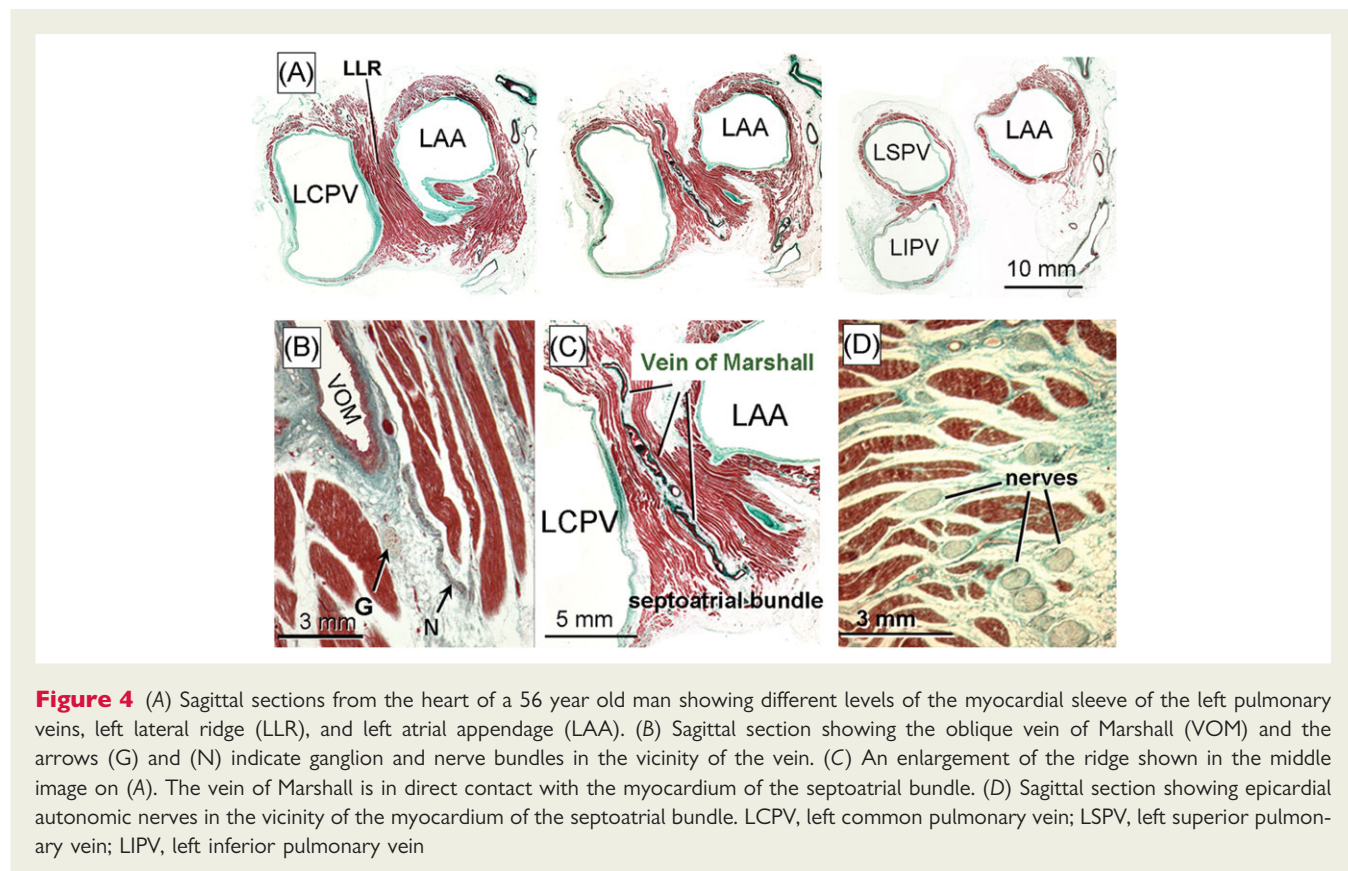 (A)
LLR
LAA
LCPV
LAA
LSPV
LAA
LIPV
10 mm
(B)
VOM
G
N
3 mm
(C)
Vein of Marshall
LAA
LCPV
septoatrial bundle
5 mm
(D)
nerves
3 mm
Figure 4 (A) Sagittal sections from the heart of a 56 year old man showing different levels of the myocardial sleeve of the left pulmonary
veins, left lateral ridge (LLR), and left atrial appendage (LAA). (B) Sagittal section showing the oblique vein of Marshall (VOM) and the
arrows (G) and (N) indicate ganglion and nerve bundles in the vicinity of the vein. (C) An enlargement of the ridge shown in the middle
image on (A). The vein of Marshall is in direct contact with the myocardium of the septoatrial bundle. (D) Sagittal section showing epicardial
autonomic nerves in the vicinity of the myocardium of the septoatrial bundle. LCPV, left common pulmonary vein; LSPV, left superior pulmon-
ary vein; LIPV, left inferior pulmonary vein